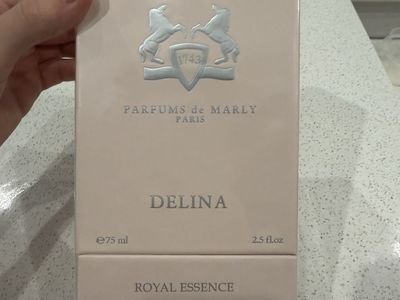 1743
PARFUMS de MARLY
PARIS
DELINA
℮75 ml 2.5 fl.oz
ROYAL ESSENCE